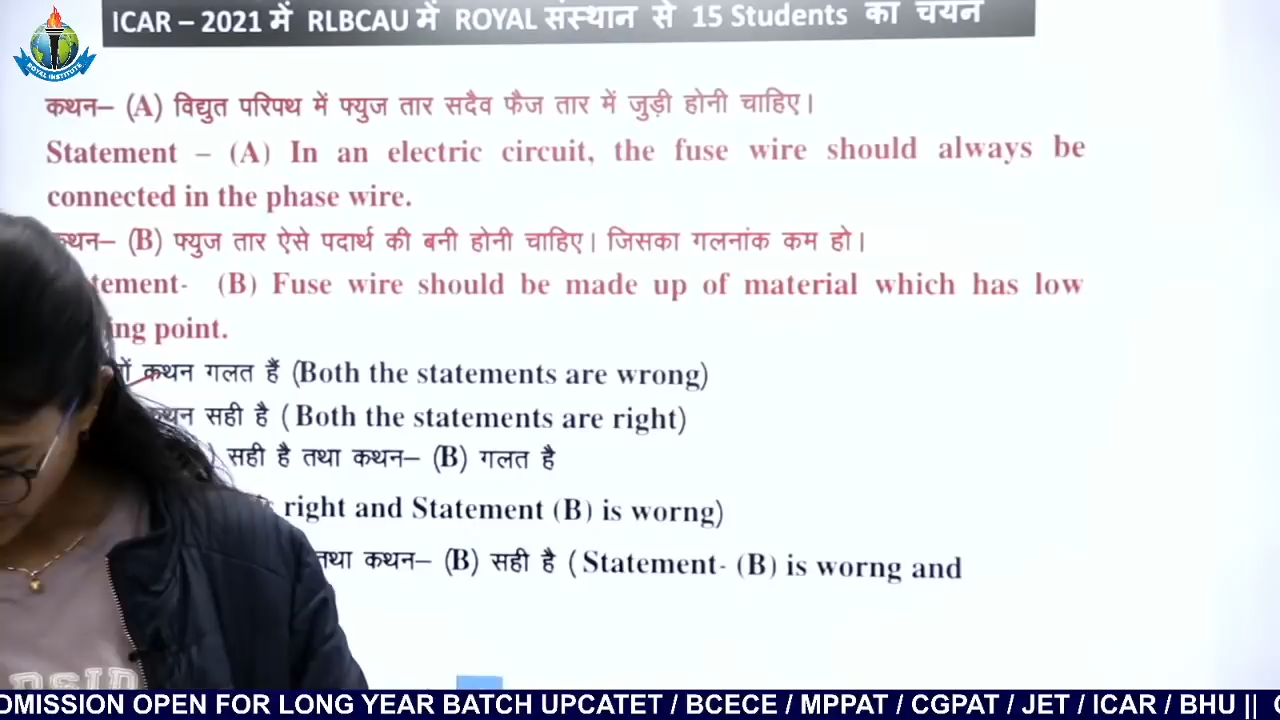 ICAR – 2021 में RLBCAU में ROYAL संस्थान से 15 Students का चयन
ROYAL INSTITUTE
कथन– (A) विद्युत परिपथ में फ्युज तार सदैव फैज तार में जुड़ी होनी चाहिए।
Statement – (A) In an electric circuit, the fuse wire should always be
connected in the phase wire.
(B) फ्युज तार ऐसे पदार्थ की बनी होनी चाहिए। जिसका गलनांक कम हो।
(B) Fuse wire should be made up of material which has low
point.
कथन गलत हैं (Both the statements are wrong)
सही है (Both the statements are right)
सही है तथा कथन– (B) गलत है
right and Statement (B) is worng)
तथा कथन– (B) सही है (Statement- (B) is worng and
DMISSION OPEN FOR LONG YEAR BATCH UPCATET / BCECE / MPPAT / CGPAT / JET / ICAR / BHU ||